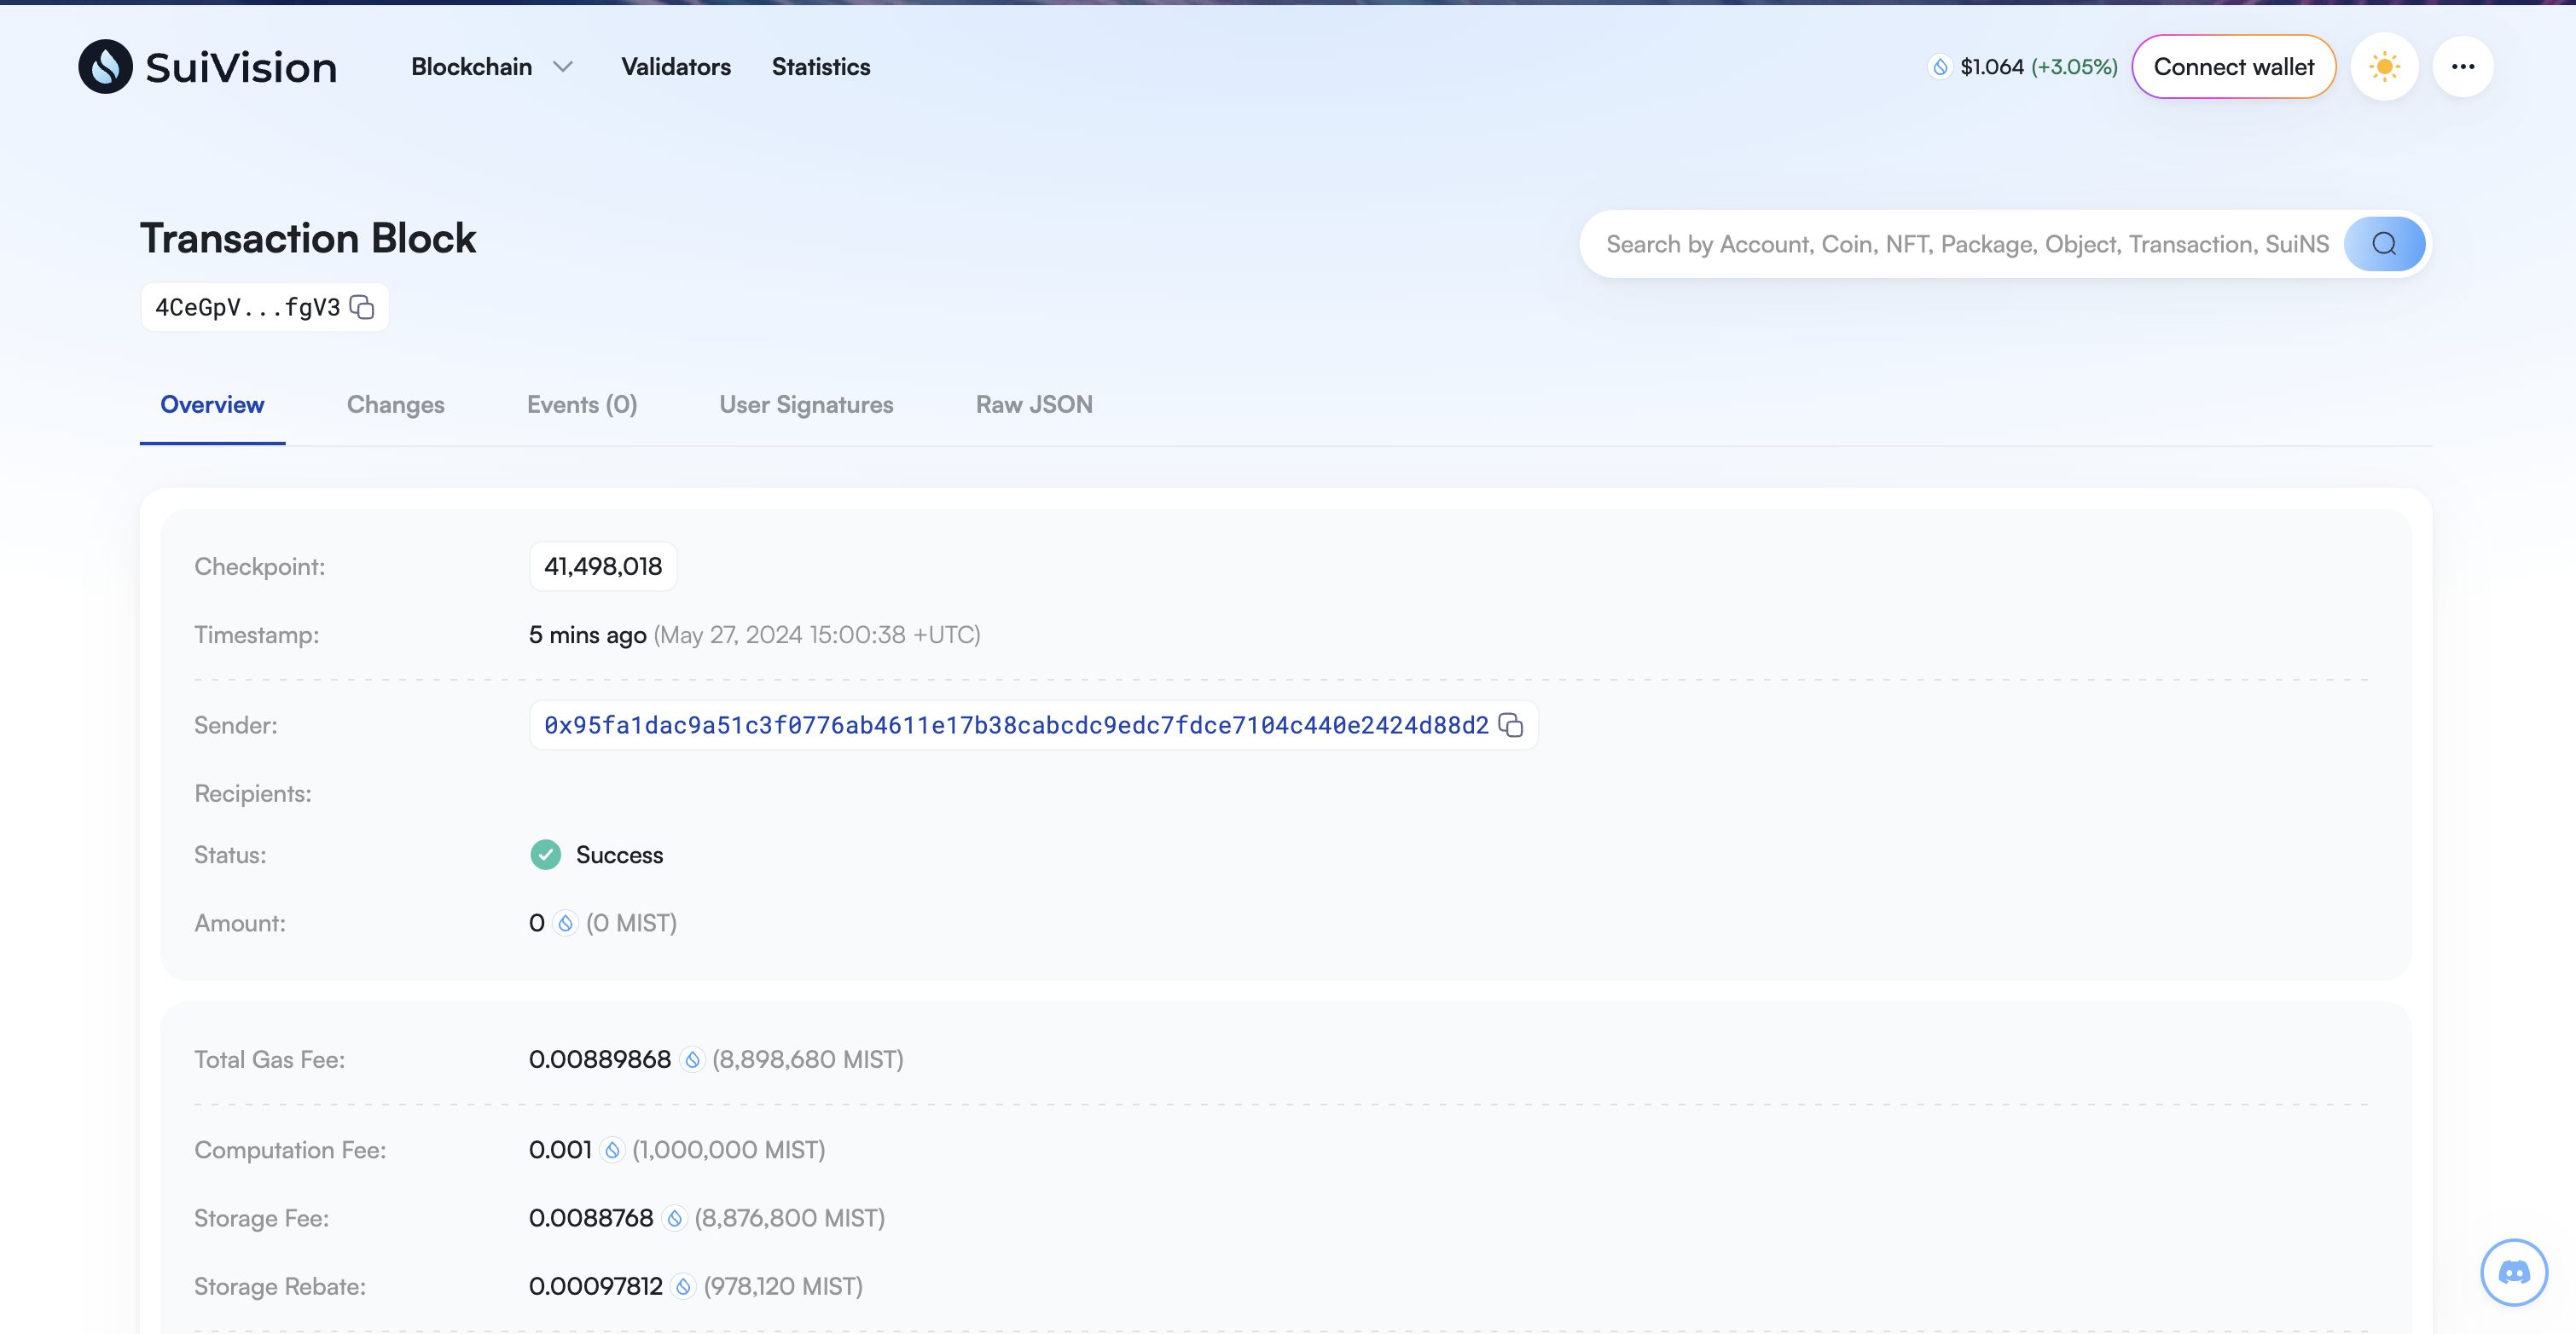 SuiVision Blockchain Validators Statistics $1.064 (+3.05%) Connect wallet
Transaction Block
Search by Account, Coin, NFT, Package, Object, Transaction, SuiNS
4CeGpV...fgV3
Overview Changes Events (0) User Signatures Raw JSON
Checkpoint: 41,498,018
Timestamp: 5 mins ago (May 27, 2024 15:00:38 +UTC)
Sender: 0x95fa1dac9a51c3f0776ab4611e17b38cabcdc9edc7fdce7104c440e2424d88d2
Recipients:
Status: Success
Amount: 0 (0 MIST)
Total Gas Fee: 0.00889868 (8,898,680 MIST)
Computation Fee: 0.001 (1,000,000 MIST)
Storage Fee: 0.0088768 (8,876,800 MIST)
Storage Rebate: 0.00097812 (978,120 MIST)